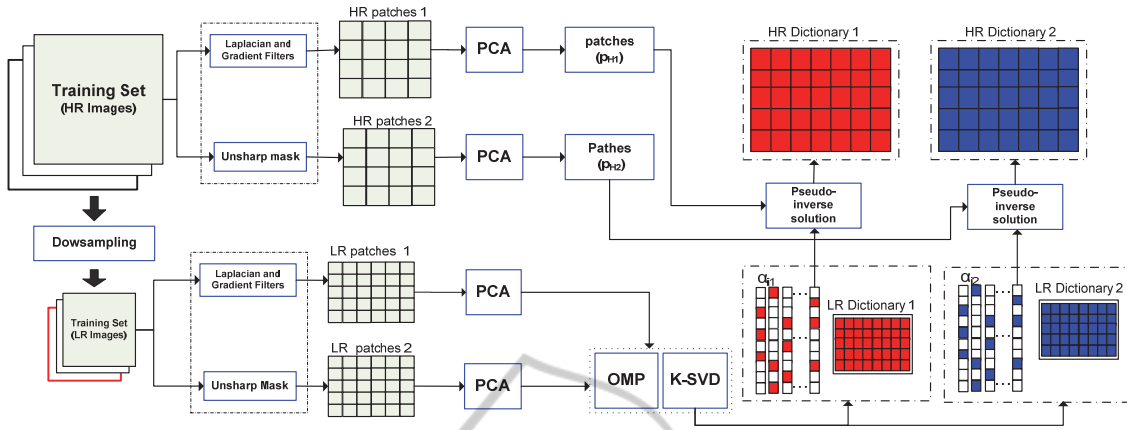 HR patches 1
HR Dictionary 1
HR Dictionary 2
Laplacian and
Gradient Filters
PCA
patches
(pH1)
Training Set
(HR Images)
HR patches 2
Unsharp mask
PCA
Pathes
(pH2)
Pseudo-
inverse
solution
Pseudo-
inverse
solution
Dowsampling
LR patches 1
Laplacian and
Gradient Filters
PCA
αi1
LR Dictionary 1
αi2
LR Dictionary 2
Training Set
(LR Images)
LR patches 2
Unsharp Mask
PCA
OMP
K-SVD